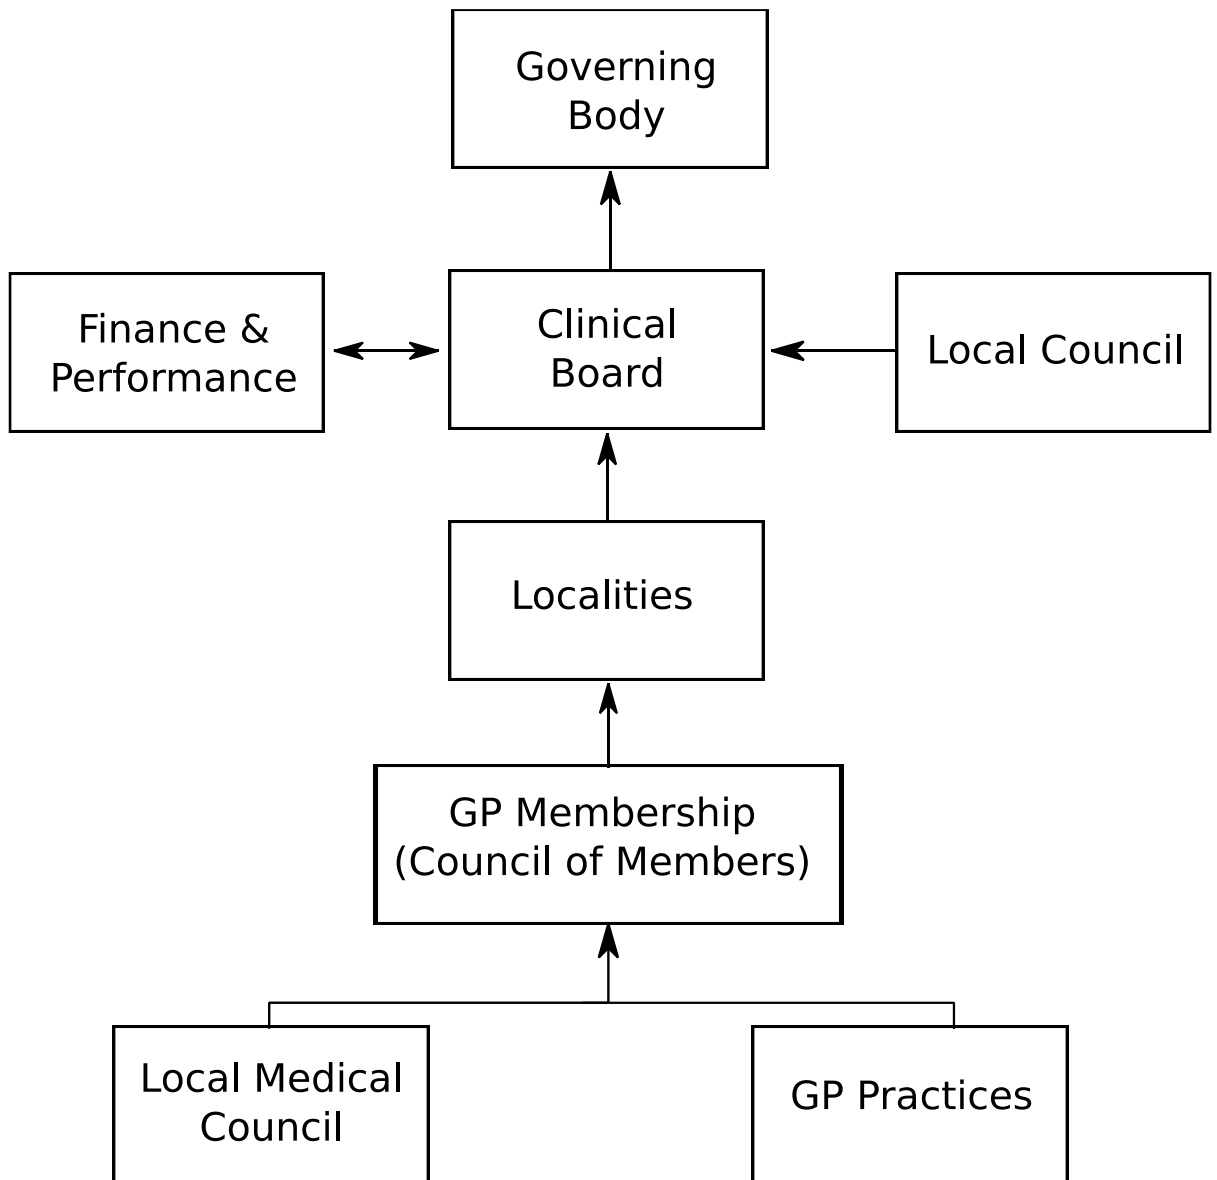 Governing
Body
Finance &
Performance
Clinical
Board
Local Council
Localities
GP Membership
(Council of Members)
Local Medical
Council
GP Practices